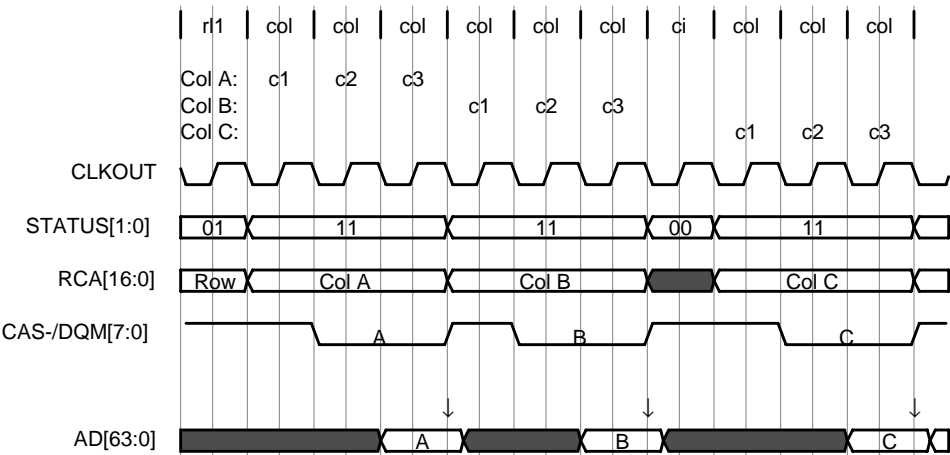 rl1 col col col col col col ci col col col
Col A: c1 c2 c3
Col B: c1 c2 c3
Col C: c1 c2 c3
CLKOUT
STATUS[1:0] 01 11 11 00 11
RCA[16:0] Row Col A Col B Col C
CAS-/DQM[7:0] A B C
AD[63:0] A B C